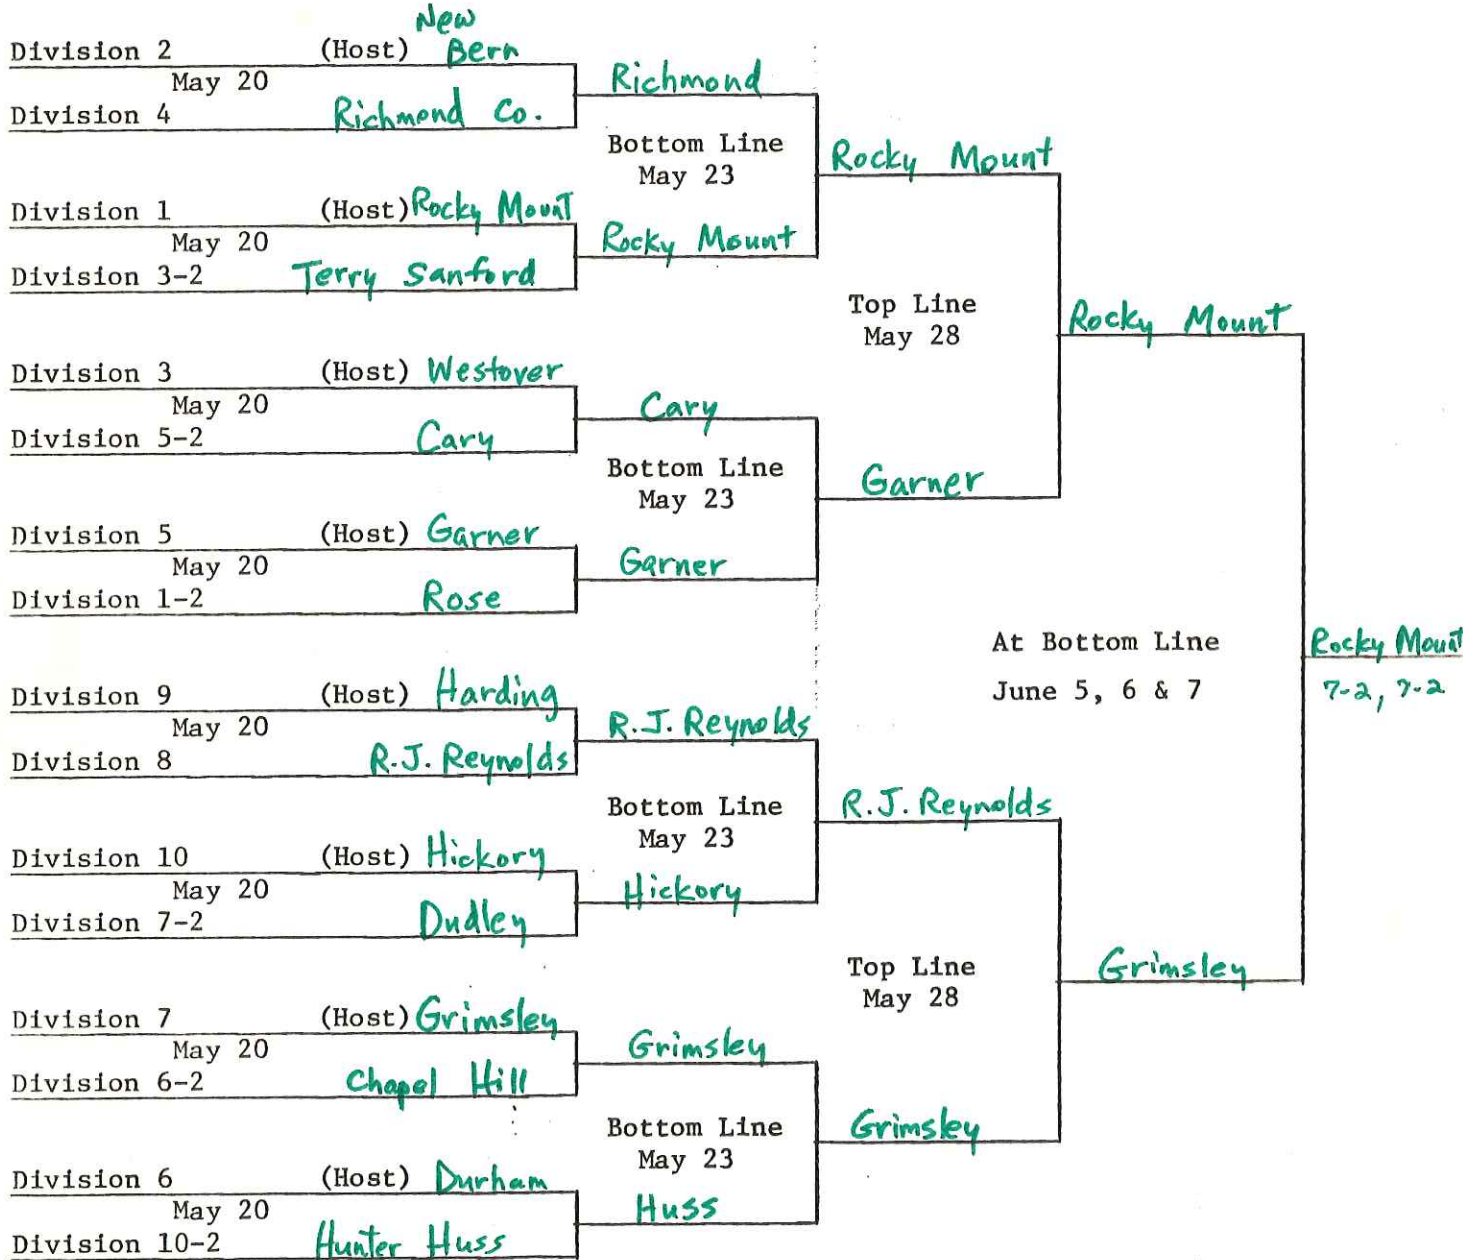 New
Division 2 (Host) Bern
May 20
Division 4 Richmond Co.
Richmond
Bottom Line
May 23
Division 1 (Host) Rocky Mount
May 20
Division 3-2 Terry Sanford
Rocky Mount
Rocky Mount
Top Line
May 28
Division 3 (Host) Westover
May 20
Division 5-2 Cary
Cary
Bottom Line
May 23
Division 5 (Host) Garner
May 20
Division 1-2 Rose
Garner
Garner
Rocky Mount
At Bottom Line
June 5, 6 & 7
Rocky Mount
7-2, 7-2
Division 9 (Host) Harding
May 20
Division 8 R.J. Reynolds
R.J. Reynolds
Bottom Line
May 23
Division 10 (Host) Hickory
May 20
Division 7-2 Dudley
Hickory
R.J. Reynolds
Top Line
May 28
Division 7 (Host) Grimsley
May 20
Division 6-2 Chapel Hill
Grimsley
Bottom Line
May 23
Division 6 (Host) Durham
May 20
Division 10-2 Hunter Huss
Huss
Grimsley
Grimsley